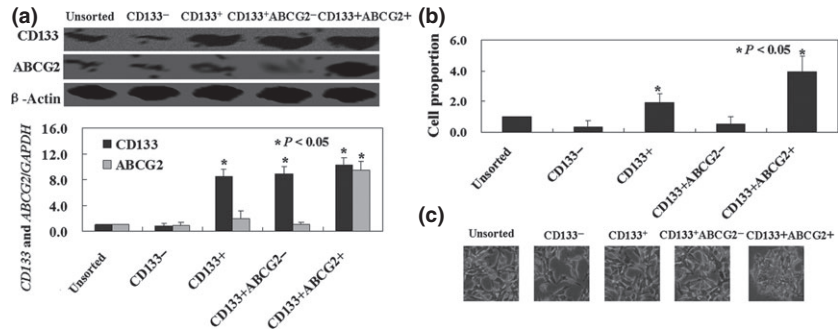 (a)
Unsorted CD133− CD133⁺ CD133⁺ABCG2− CD133+ABCG2+
CD133
ABCG2
β-Actin
CD133 and ABCG2/GAPDH
16.0
12.0
8.0
4.0
0.0
CD133
ABCG2
* P < 0.05
*
*
* *
Unsorted
CD133−
CD133+
CD133+ABCG2−
CD133+ABCG2+
(b)
Cell proportion
6.0
4.0
2.0
0.0
* P < 0.05
*
*
Unsorted
CD133−
CD133+
CD133+ABCG2−
CD133+ABCG2+
(c)
Unsorted CD133− CD133⁺ CD133⁺ABCG2− CD133+ABCG2+